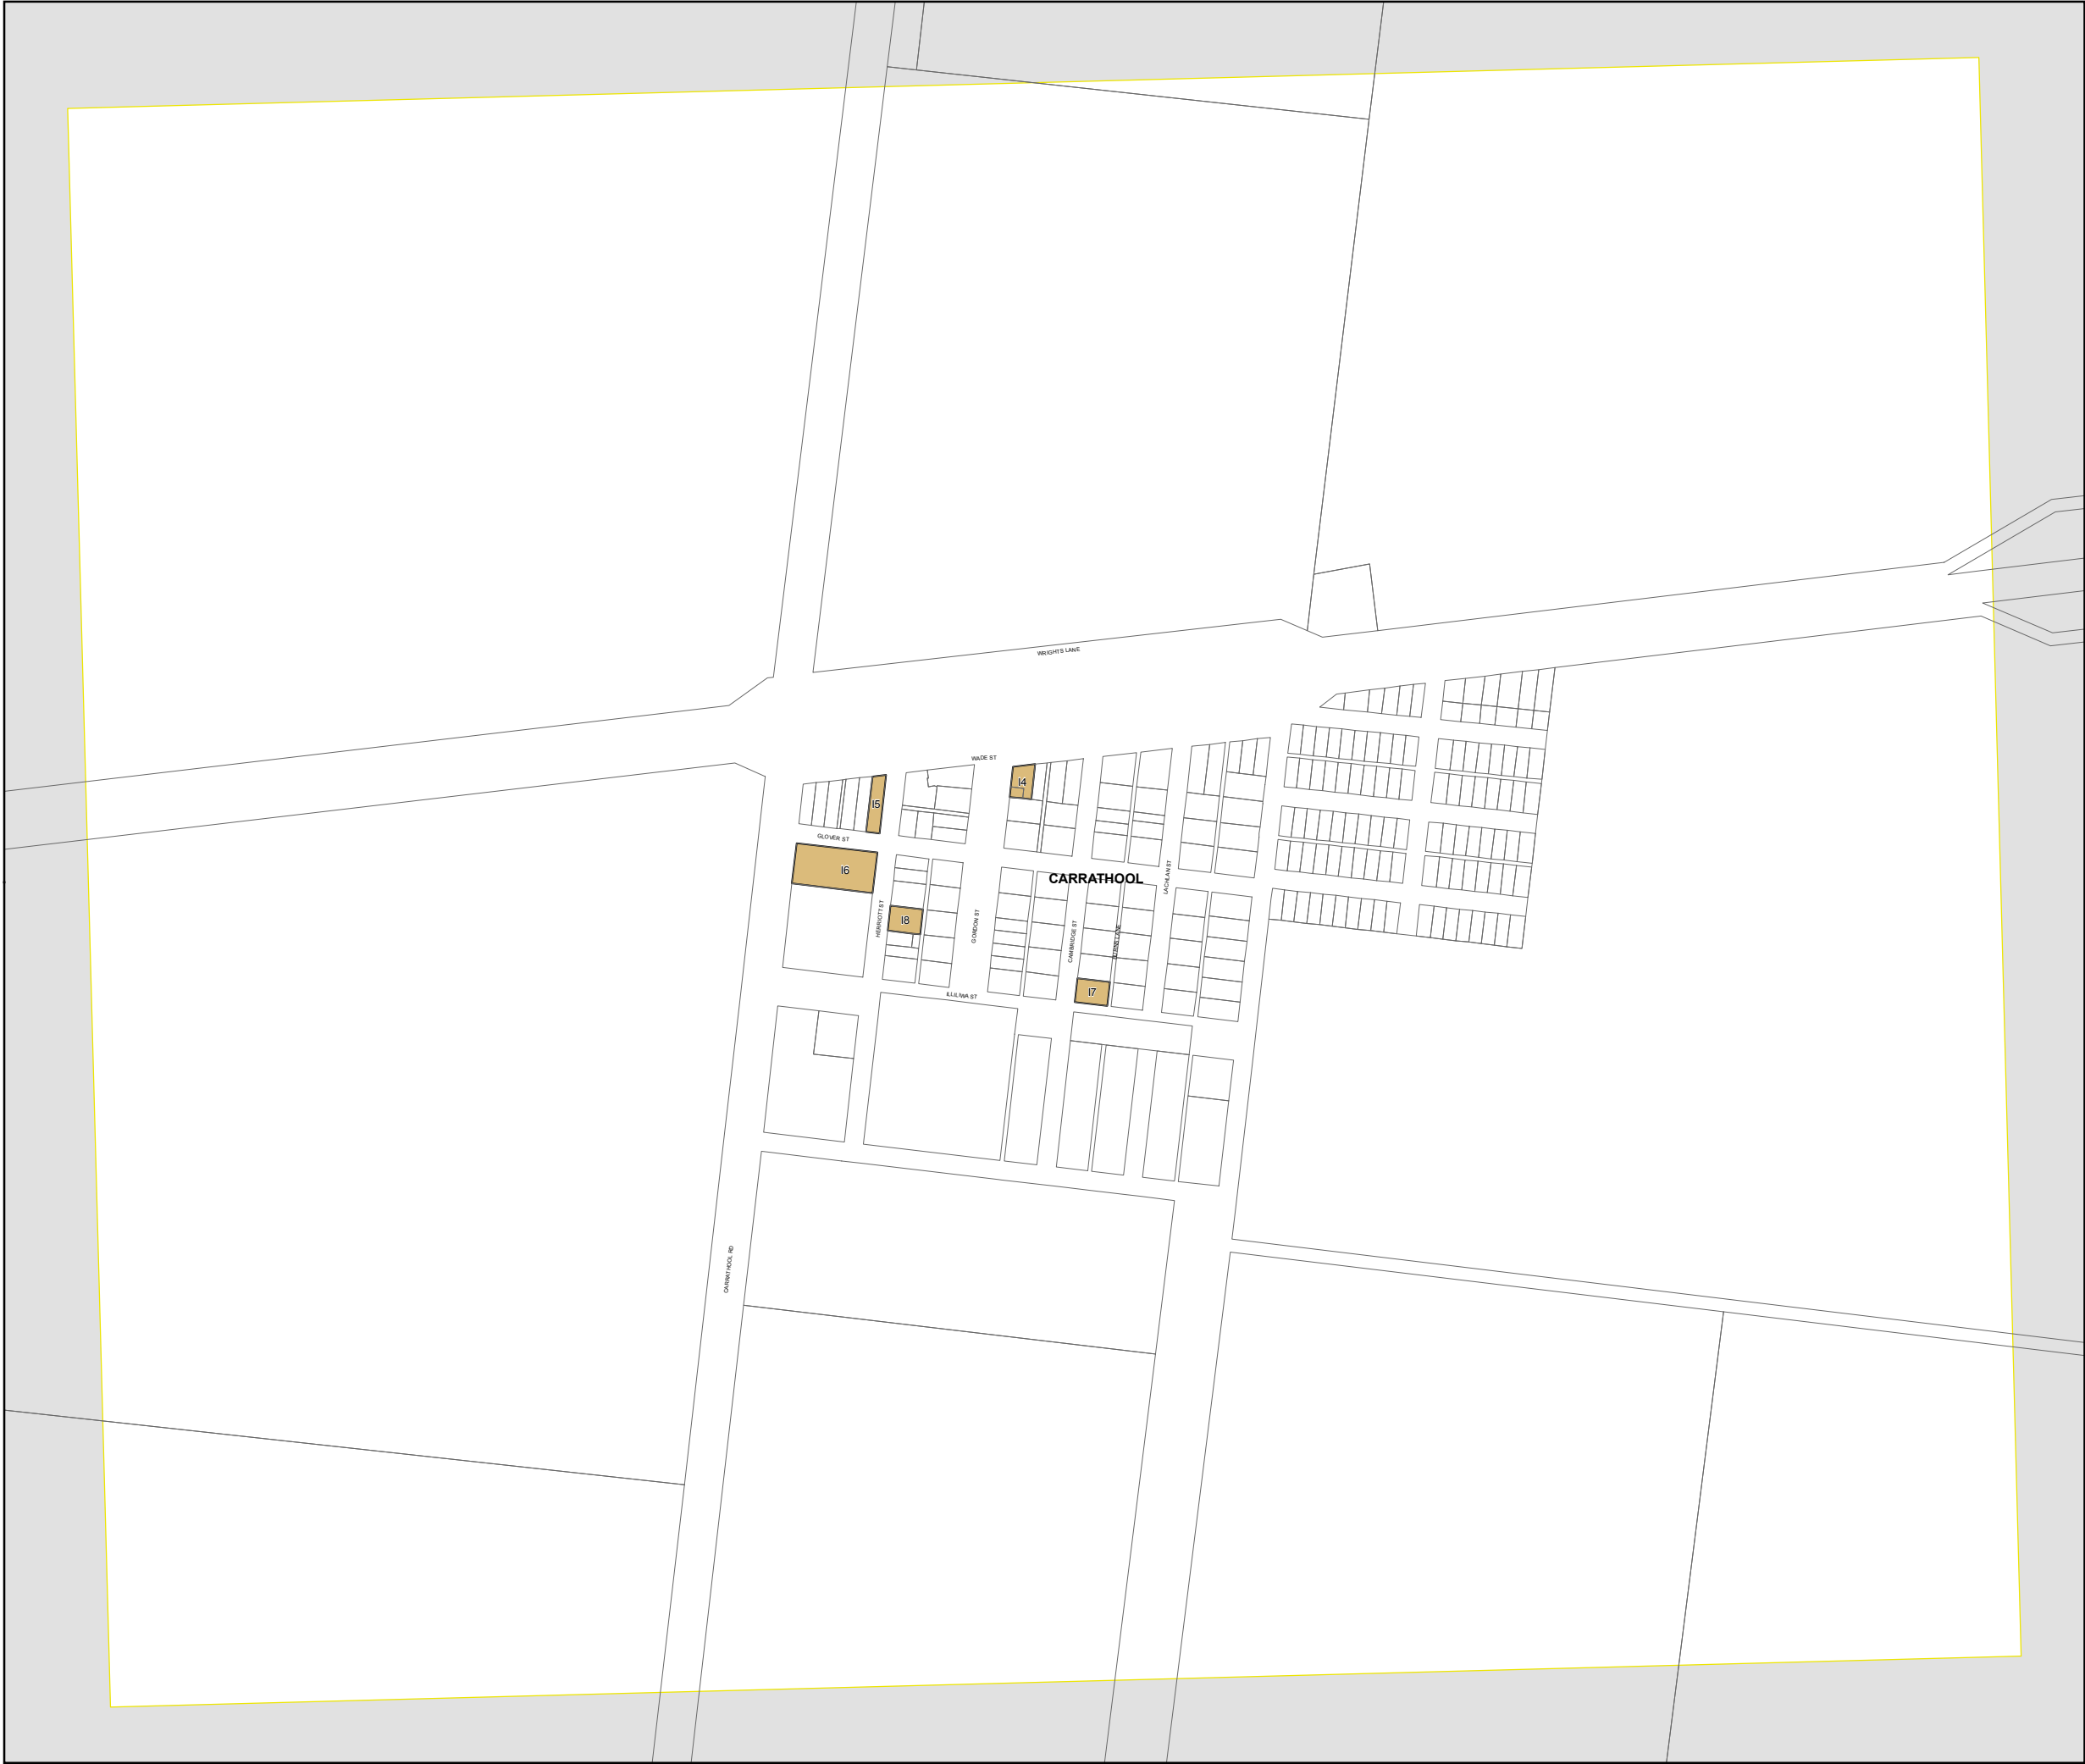 WRIGHTS LANE
WADE ST
I4
I5
GLOVER ST
I6
CARRATHOOL
LACHLAN ST
HERRIOTT ST
I8
GORDON ST
CAMBRIDGE ST
I7
ILLILIWA ST
CARRATHOOL RD